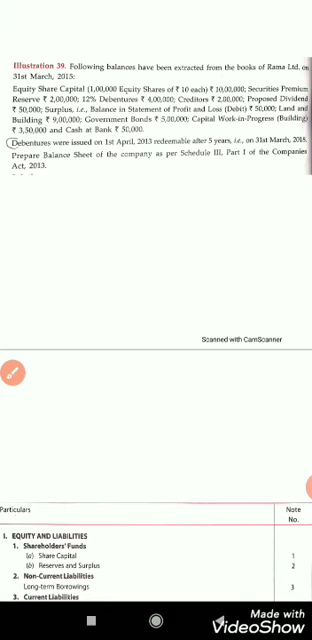 Illustration 39. Following balances have been extracted from the books of Rama Ltd. on
31st March, 2015:
Equity Share Capital (1,00,000 Equity Shares of ₹ 10 each) ₹ 10,00,000; Securities Premium
Reserve ₹ 2,00,000; 12% Debentures ₹ 4,00,000; Creditors ₹ 2,00,000; Proposed Dividend
₹ 50,000; Surplus, i.e., Balance in Statement of Profit and Loss (Debit) ₹ 50,000; Land and
Building ₹ 9,00,000; Government Bonds ₹ 5,00,000; Capital Work-in-Progress (Building)
₹ 3,50,000 and Cash at Bank ₹ 50,000.
Debentures were issued on 1st April, 2013 redeemable after 5 years, i.e., on 31st March, 2018.
Prepare Balance Sheet of the company as per Schedule III, Part I of the Companies
Act, 2013.
Scanned with CamScanner
Particulars Note No.
I. EQUITY AND LIABILITIES
1. Shareholders' Funds
(a) Share Capital 1
(b) Reserves and Surplus 2
2. Non-Current Liabilities
Long-term Borrowings 3
3. Current Liabilities
Made with
VideoShow